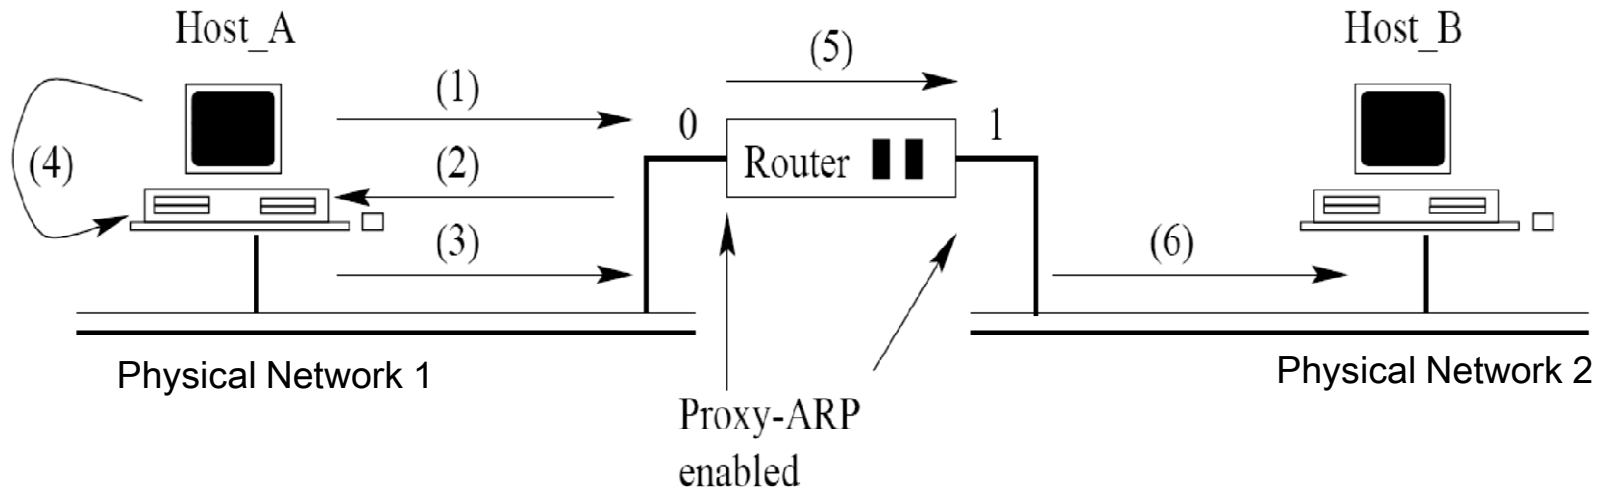 Host_A
Host_B
(5)
(1)
0
1
(4)
(2)
Router
(3)
(6)
Physical Network 1
Physical Network 2
Proxy-ARP
enabled